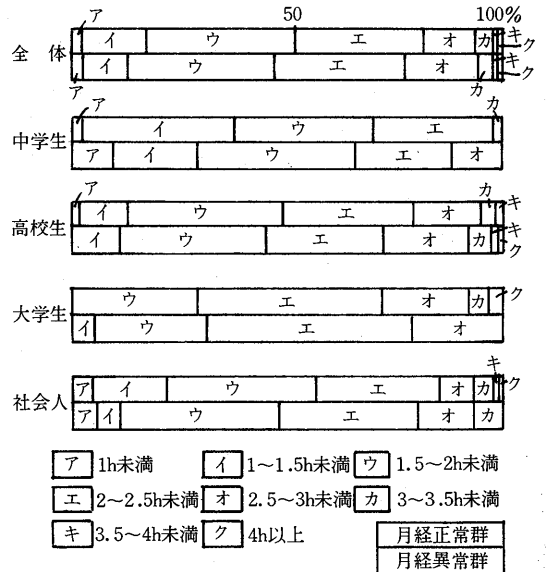 50 100%
ア
全体 イ ウ エ オ カ キ ク
ア イ ウ エ オ カ キ ク
ア カ
中学生 イ ウ エ
ア イ ウ エ オ
ア カ
高校生 イ ウ エ オ キ
イ ウ エ オ カ キ ク
大学生 ウ エ オ カ ク
イ ウ エ オ
キ
社会人 ア イ ウ エ オ カ ク
ア イ ウ エ オ カ
ア 1h未満 イ 1~1.5h未満 ウ 1.5~2h未満
エ 2~2.5h未満 オ 2.5~3h未満 カ 3~3.5h未満
キ 3.5~4h未満 ク 4h以上
月経正常群
月経異常群